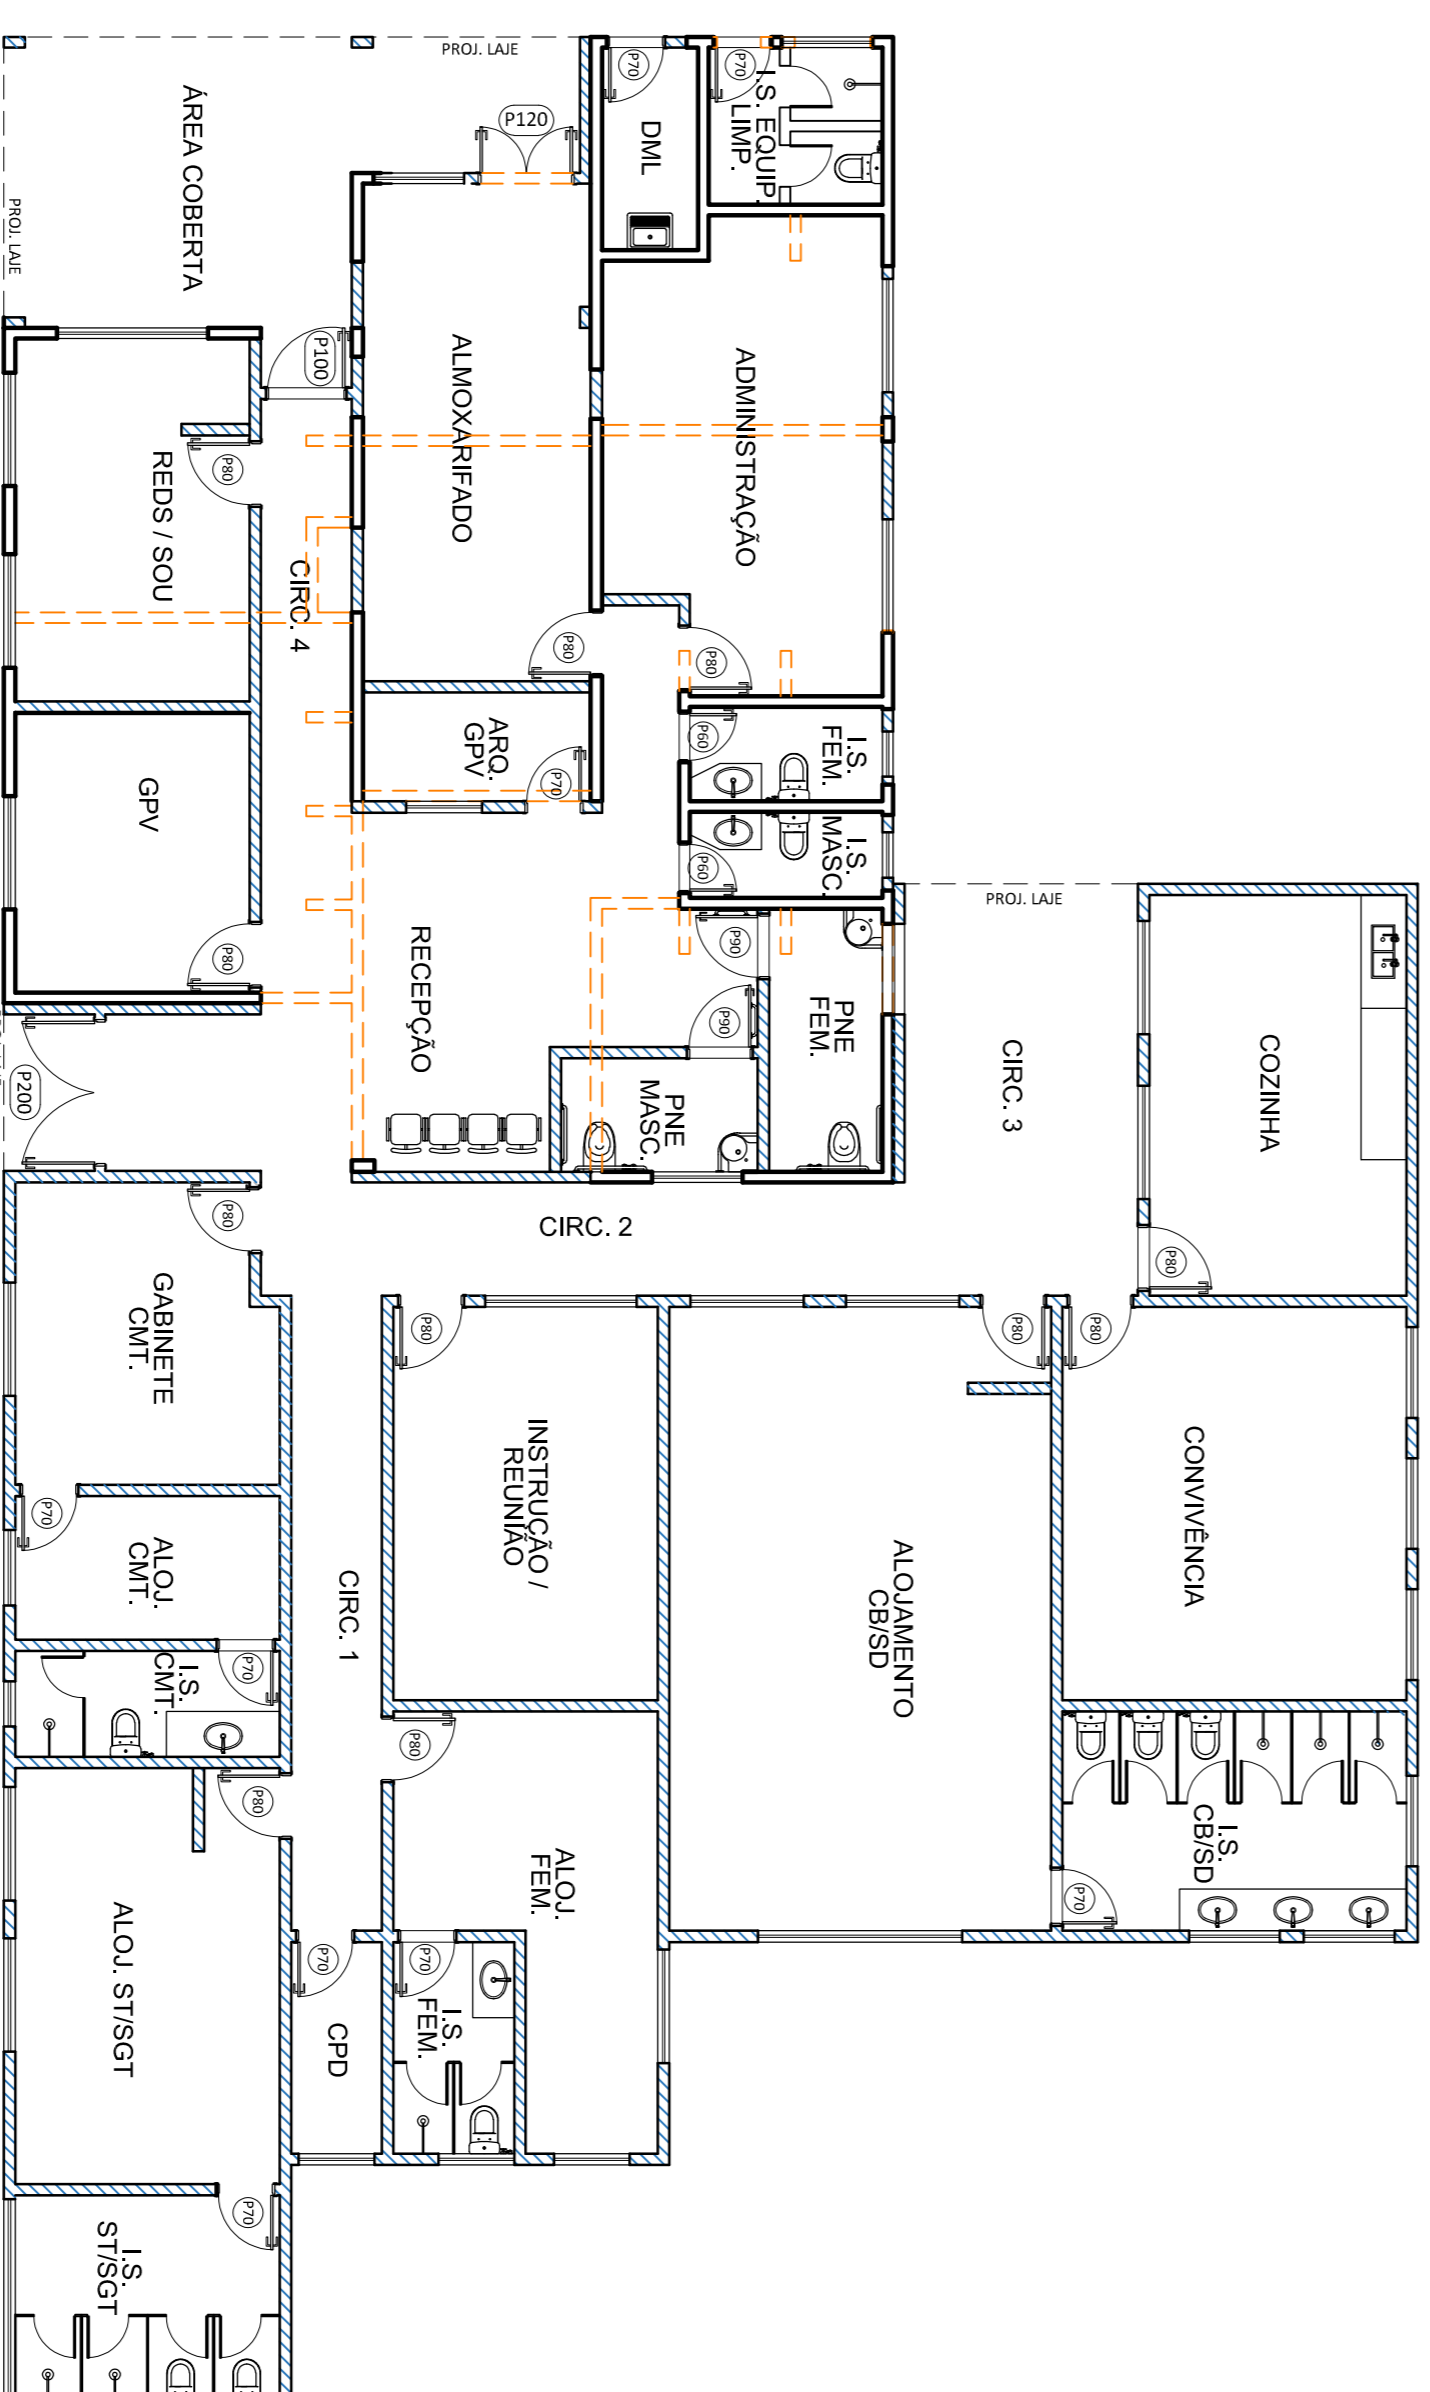 PROJ. LAJE
ÁREA COBERTA
PROJ. LAJE
P120
P70
DML
P70
I.S. EQUIP.
LIMP.
ADMINISTRAÇÃO
ALMOXARIFADO
P100
REDS / SOU
P80
CIRC. 4
P80
P80
ARQ.
GPV
P70
P60
I.S.
FEM.
I.S.
MASC.
P60
GPV
P80
RECEPÇÃO
P90
P90
PNE
FEM.
PNE
MASC.
PROJ. LAJE
CIRC. 3
COZINHA
P80
P200
P80
CIRC. 2
GABINETE
CMT.
P80
P80
P80
INSTRUÇÃO /
REUNIÃO
CONVIVÊNCIA
P70
ALOJ.
CMT.
CIRC. 1
ALOJAMENTO
CB/SD
P70
I.S.
CMT.
P80
P80
I.S.
CB/SD
P70
ALOJ.
FEM.
ALOJ. ST/SGT
P70
P70
CPD
I.S.
FEM.
P70
I.S.
ST/SGT